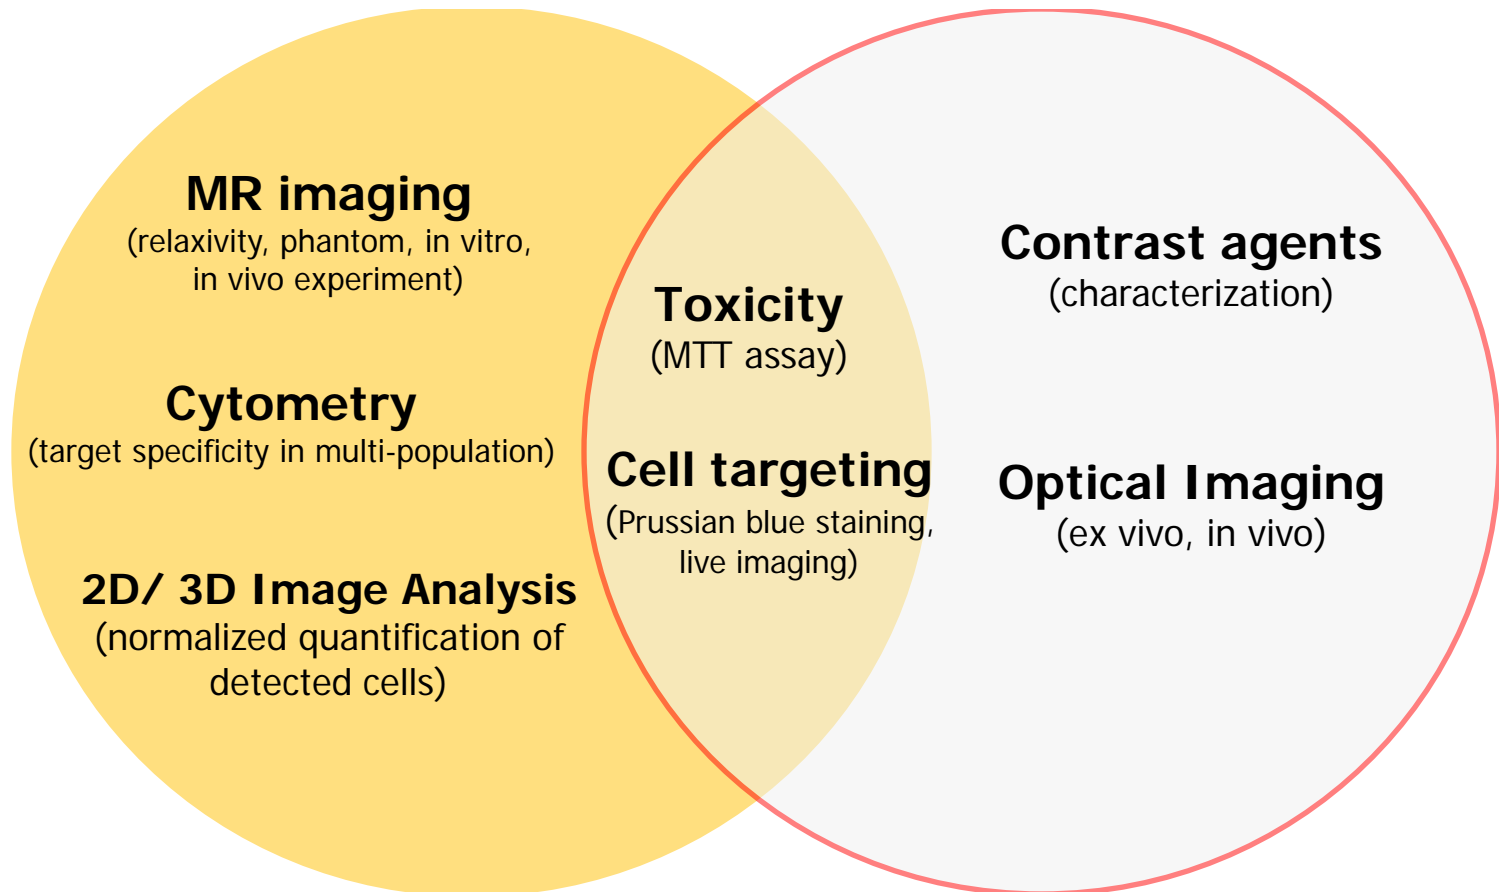 MR imaging
(relaxivity, phantom, in vitro,
in vivo experiment)
Cytometry
(target specificity in multi-population)
2D/ 3D Image Analysis
(normalized quantification of
detected cells)
Toxicity
(MTT assay)
Cell targeting
(Prussian blue staining,
live imaging)
Contrast agents
(characterization)
Optical Imaging
(ex vivo, in vivo)